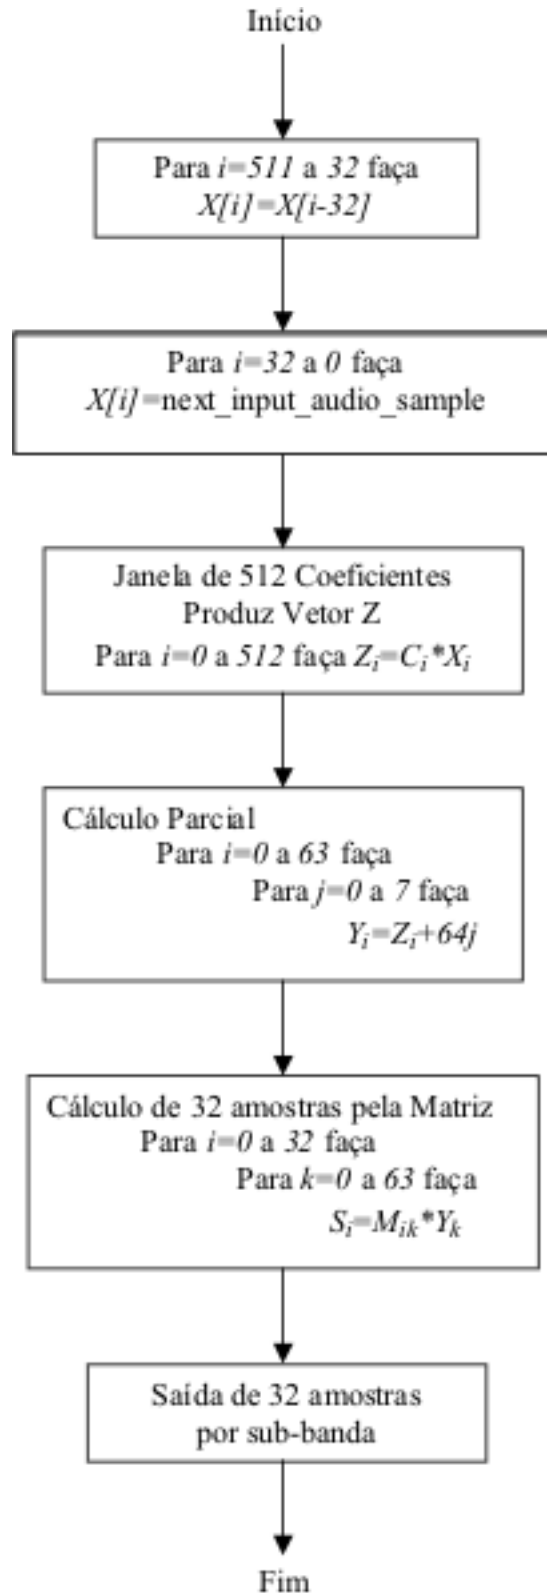 Início
Para i=511 a 32 faça
X[i]=X[i-32]
Para i=32 a 0 faça
X[i]=next_input_audio_sample
Janela de 512 Coeficientes
Produz Vetor Z
Para i=0 a 512 faça Zi=Ci*Xi
Cálculo Parcial
Para i=0 a 63 faça
Para j=0 a 7 faça
Yi=Zi+64j
Cálculo de 32 amostras pela Matriz
Para i=0 a 32 faça
Para k=0 a 63 faça
Si=Mik*Yk
Saída de 32 amostras
por sub-banda
Fim